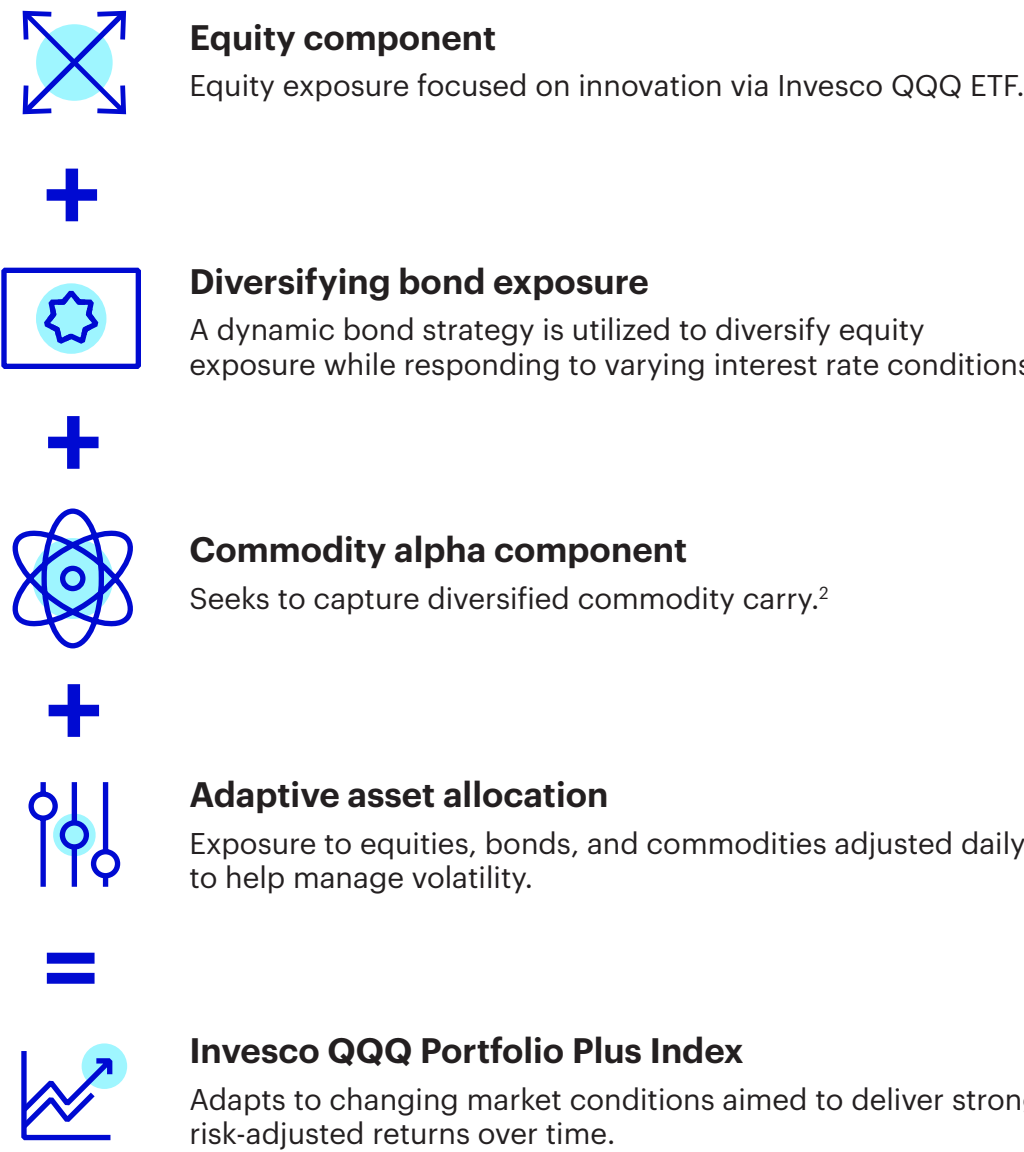 Equity component
Equity exposure focused on innovation via Invesco QQQ ETF.
+
Diversifying bond exposure
A dynamic bond strategy is utilized to diversify equity
exposure while responding to varying interest rate conditions
+
Commodity alpha component
Seeks to capture diversified commodity carry.²
+
Adaptive asset allocation
Exposure to equities, bonds, and commodities adjusted daily
to help manage volatility.
=
Invesco QQQ Portfolio Plus Index
Adapts to changing market conditions aimed to deliver strong
risk-adjusted returns over time.